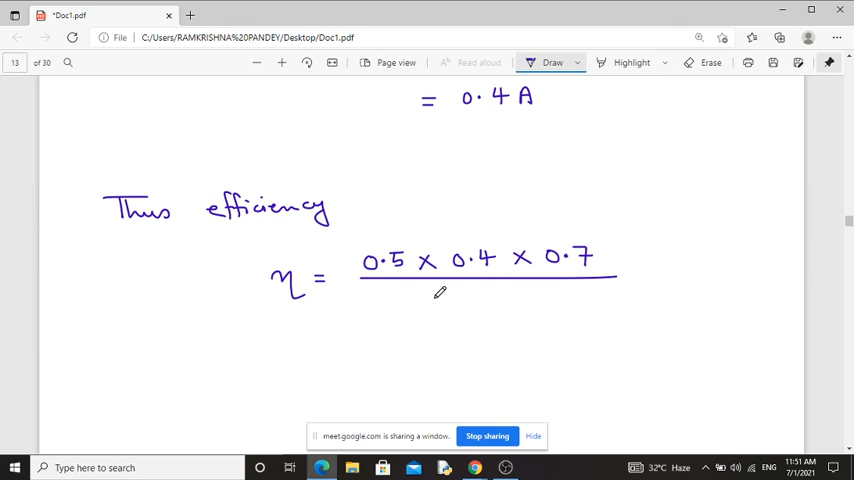 *Doc1.pdf
File C:/Users/RAMKRISHNA%20PANDEY/Desktop/Doc1.pdf
13 of 30 Page view Read aloud Draw Highlight Erase
= 0.4 A
Thus efficiency
η = 0.5 × 0.4 × 0.7
meet.google.com is sharing a window. Stop sharing Hide
Type here to search
32°C Haze ENG 11:51 AM
7/1/2021